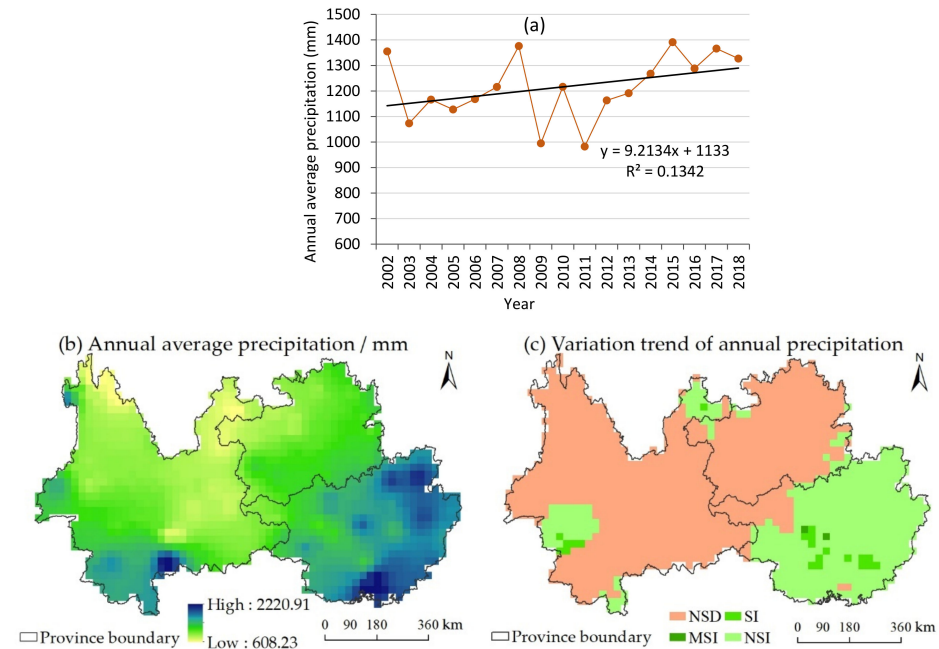 (a)
Annual average precipitation (mm)
1500
1400
1300
1200
1100
1000
900
800
700
600
y = 9.2134x + 1133
R² = 0.1342
2002 2003 2004 2005 2006 2007 2008 2009 2010 2011 2012 2013 2014 2015 2016 2017 2018
Year
(b) Annual average precipitation / mm
N
High : 2220.91
Low : 608.23
Province boundary
0 90 180 360 km
(c) Variation trend of annual precipitation
N
NSD SI
MSI NSI
Province boundary
0 90 180 360 km